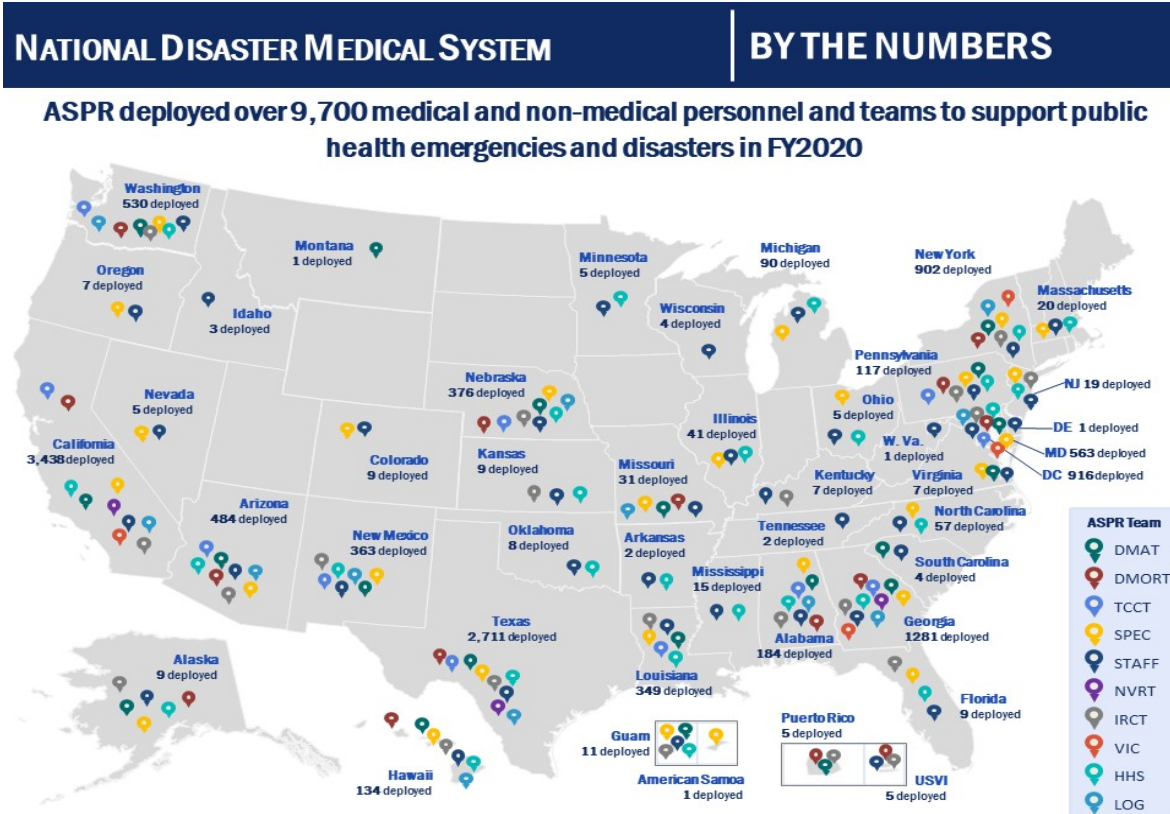 NATIONAL DISASTER MEDICAL SYSTEM
BY THE NUMBERS
ASPR deployed over 9,700 medical and non-medical personnel and teams to support public
health emergencies and disasters in FY2020
Washington
530 deployed
Montana
1 deployed
Minnesota
5 deployed
Michigan
90 deployed
New York
902 deployed
Oregon
7 deployed
Idaho
3 deployed
Wisconsin
4 deployed
Massachusetts
20 deployed
Pennsylvania
117 deployed
Nevada
5 deployed
Nebraska
376 deployed
NJ 19 deployed
Ohio
5 deployed
Illinois
41 deployed
DE 1 deployed
California
3,438 deployed
Colorado
9 deployed
Kansas
9 deployed
W. Va.
1 deployed
MD 563 deployed
Missouri
31 deployed
Kentucky
7 deployed
Virginia
7 deployed
DC 916 deployed
Arizona
484 deployed
New Mexico
363 deployed
Oklahoma
8 deployed
Arkansas
2 deployed
Tennessee
2 deployed
North Carolina
57 deployed
Mississippi
15 deployed
South Carolina
4 deployed
Texas
2,711 deployed
Alabama
184 deployed
Georgia
1281 deployed
Alaska
9 deployed
Louisiana
349 deployed
Florida
9 deployed
Hawaii
134 deployed
Guam
11 deployed
American Samoa
1 deployed
Puerto Rico
5 deployed
USVI
5 deployed
ASPR Team
DMAT
DMORT
TCCT
SPEC
STAFF
NVRT
IRCT
VIC
HHS
LOG